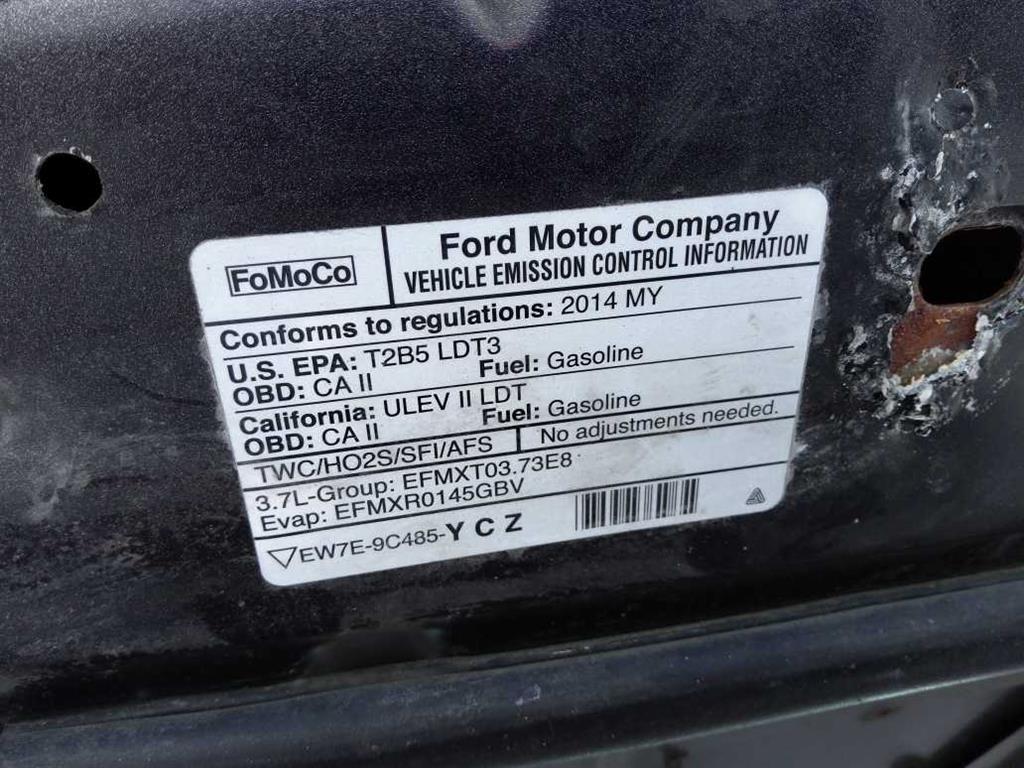 FoMoCo
Ford Motor Company
VEHICLE EMISSION CONTROL INFORMATION
Conforms to regulations: 2014 MY
U.S. EPA: T2B5 LDT3
OBD: CA II Fuel: Gasoline
California: ULEV II LDT
OBD: CA II Fuel: Gasoline
TWC/HO2S/SFI/AFS No adjustments needed.
3.7L-Group: EFMXT03.73E8
Evap: EFMXR0145GBV
EW7E-9C485-Y C Z